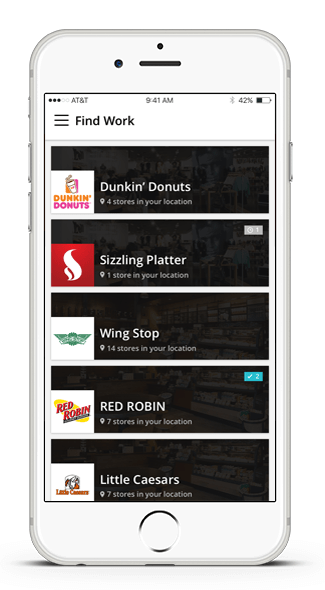 AT&T 9:41 AM 42%
Find Work
DUNKIN'
DONUTS
Dunkin' Donuts
4 stores in your location
1
Sizzling Platter
1 store in your location
WINGSTOP
Wing Stop
14 stores in your location
2
RED
ROBIN
RED ROBIN
7 stores in your location
Little Caesars
Little Caesars
7 stores in your location